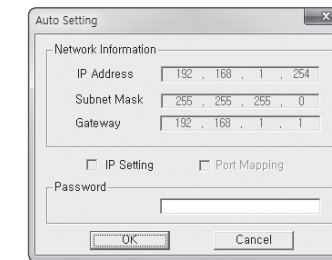 Auto Setting
Network Information
IP Address 192 . 168 . 1 . 254
Subnet Mask 255 . 255 . 255 . 0
Gateway 192 . 168 . 1 . 1
IP Setting Port Mapping
Password
OK Cancel